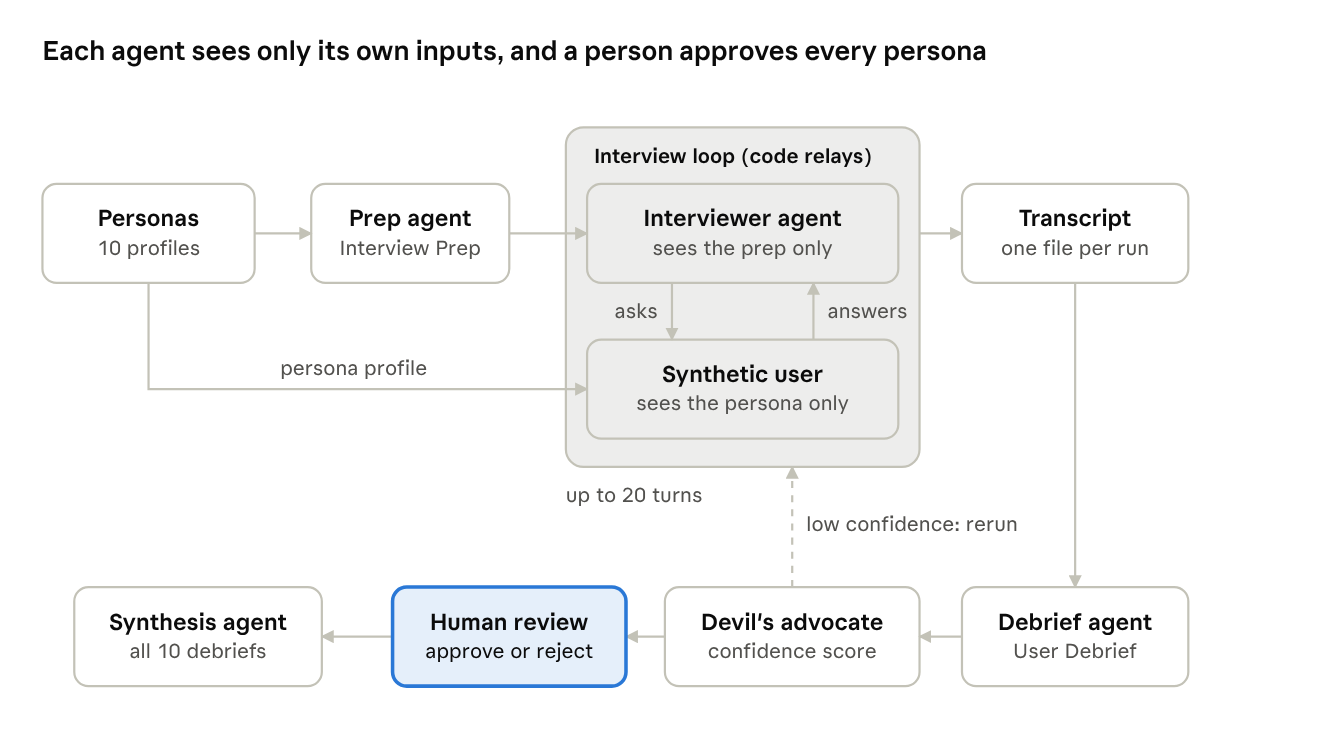 Each agent sees only its own inputs, and a person approves every persona
Interview loop (code relays)
Personas
10 profiles
Prep agent
Interview Prep
Interviewer agent
sees the prep only
Transcript
one file per run
asks
answers
persona profile
Synthetic user
sees the persona only
up to 20 turns
low confidence: rerun
Synthesis agent
all 10 debriefs
Human review
approve or reject
Devil's advocate
confidence score
Debrief agent
User Debrief